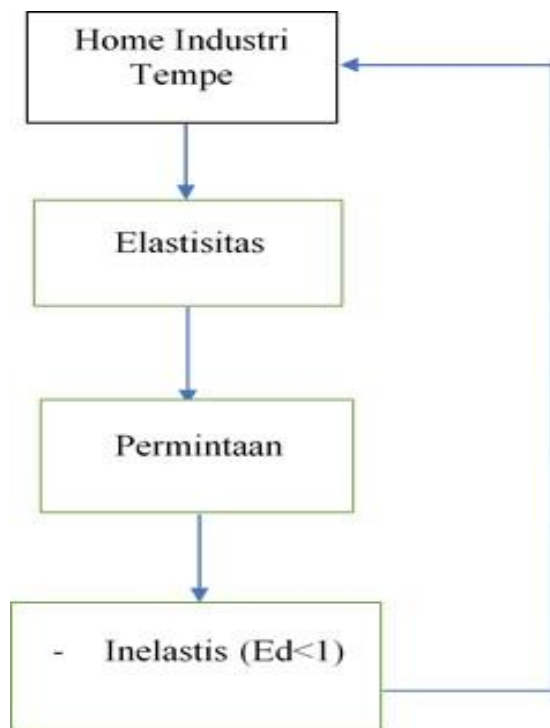 Home Industri
Tempe
Elastisitas
Permintaan
- Inelastis (Ed<1)